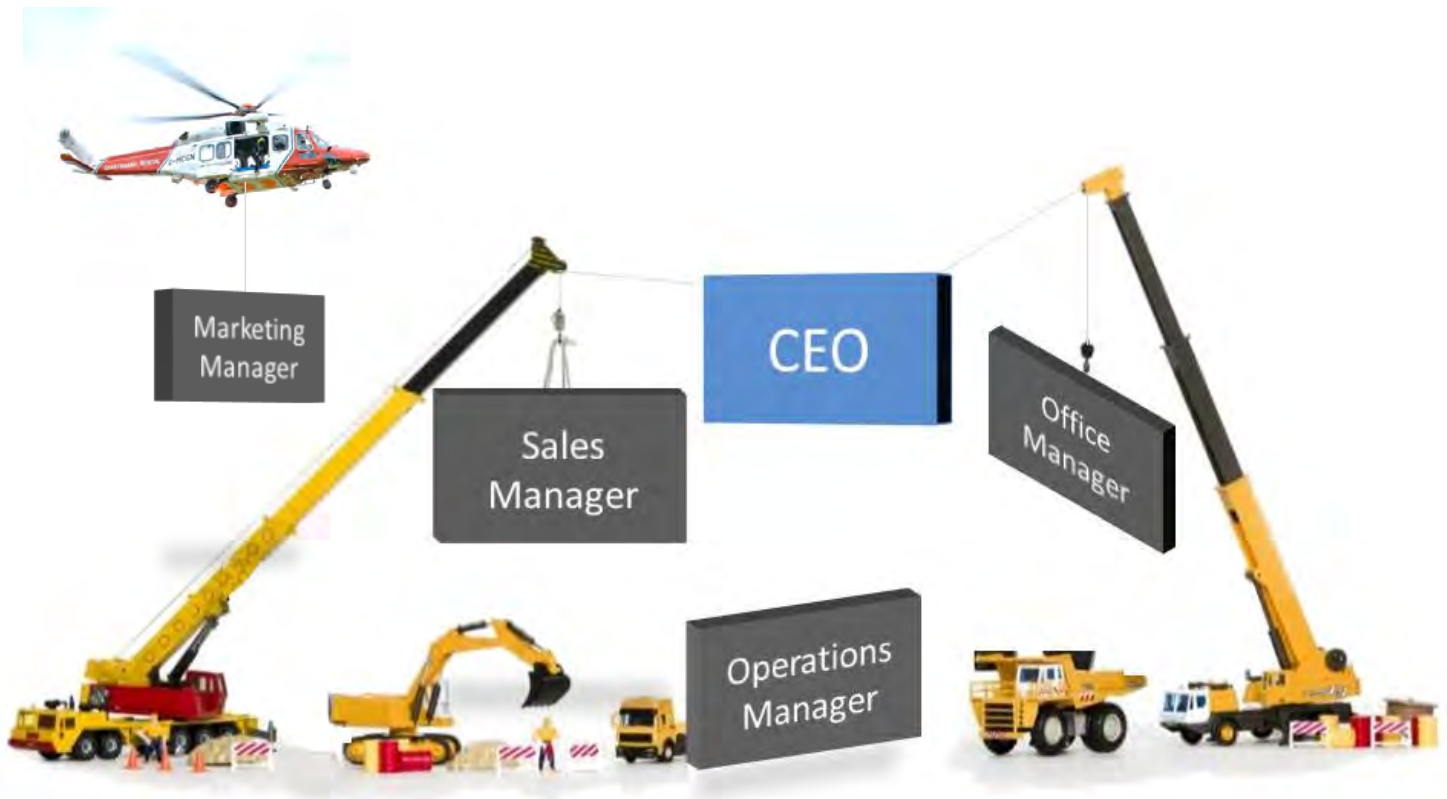 Marketing
Manager
Sales
Manager
CEO
Office
Manager
Operations
Manager